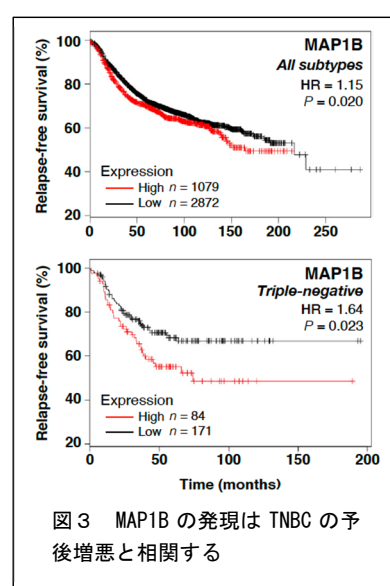 MAP1B
All subtypes
HR = 1.15
P = 0.020
Relapse-free survival (%)
100
80
60
40
20
Expression
High n = 1079
Low n = 2872
0 50 100 150 200 250
MAP1B
Triple-negative
HR = 1.64
P = 0.023
Relapse-free survival (%)
100
80
60
40
20
Expression
High n = 84
Low n = 171
0 50 100 150 200
Time (months)
図3 MAP1B の発現は TNBC の予
後増悪と相関する